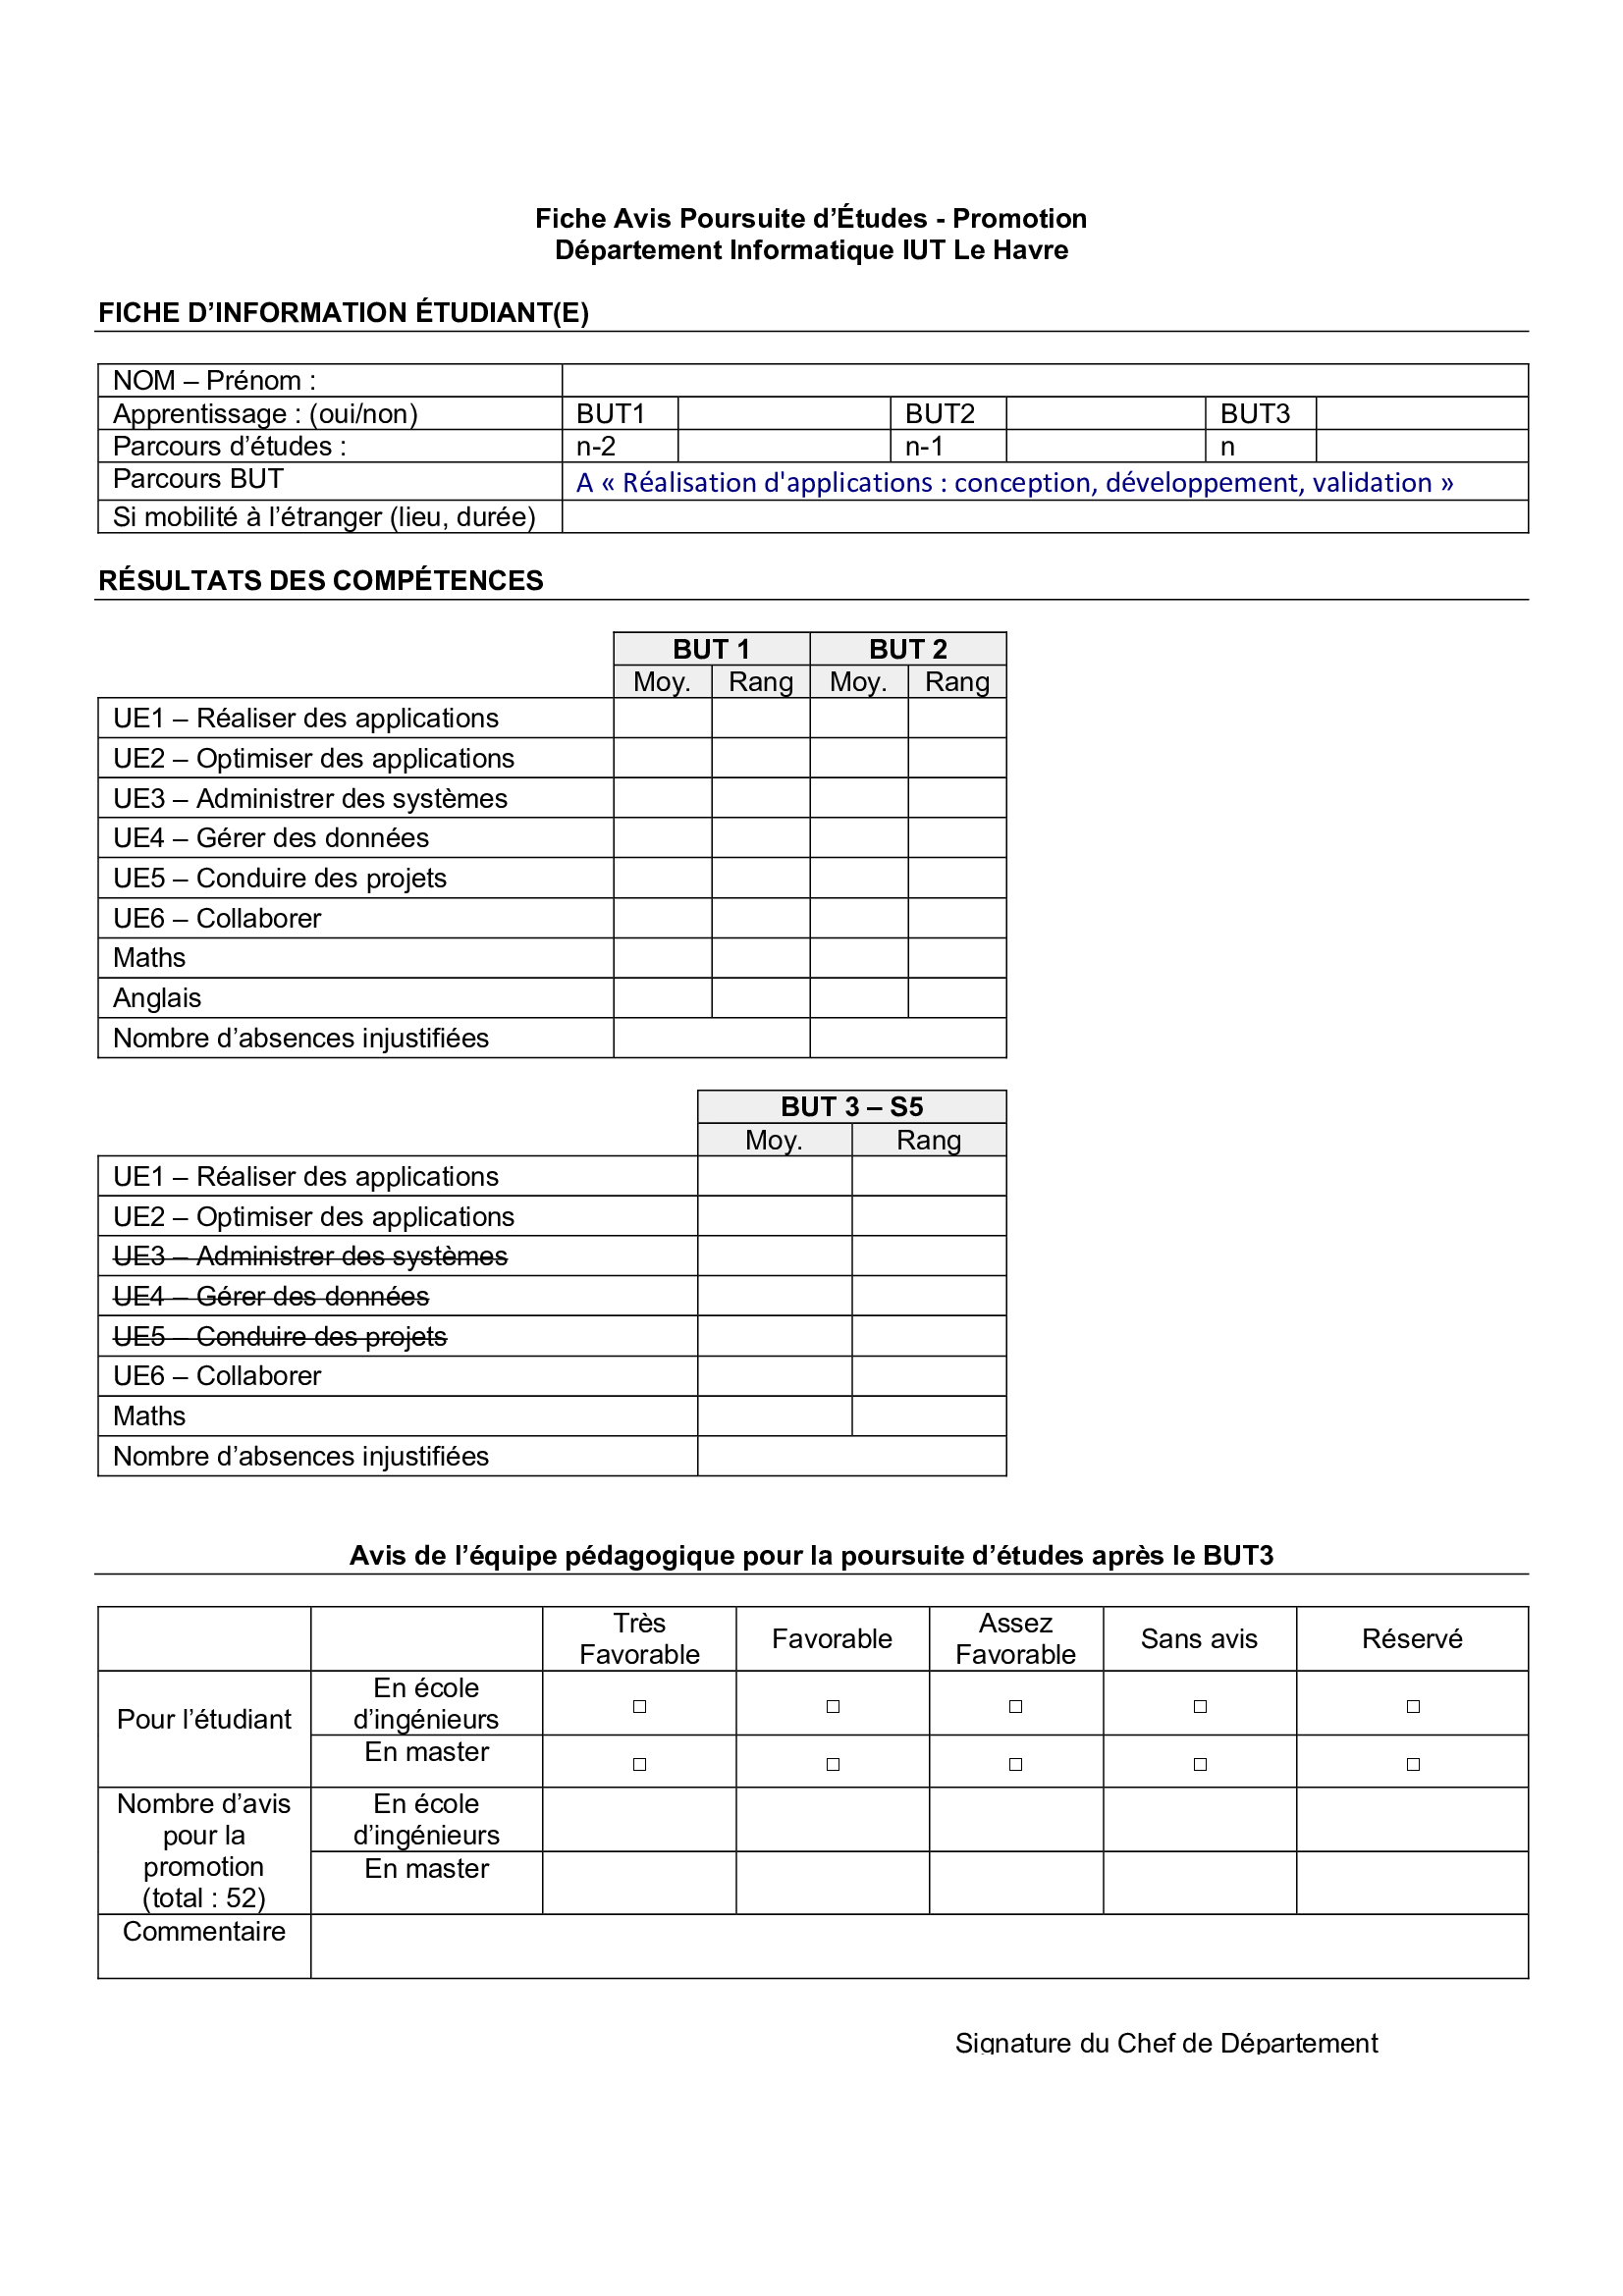 Fiche Avis Poursuite d’Études - Promotion
Département Informatique IUT Le Havre
FICHE D’INFORMATION ÉTUDIANT(E)
NOM – Prénom :
Apprentissage : (oui/non) BUT1 BUT2 BUT3
Parcours d’études : n-2 n-1 n
Parcours BUT A « Réalisation d'applications : conception, développement, validation »
Si mobilité à l’étranger (lieu, durée)
RÉSULTATS DES COMPÉTENCES
BUT 1 BUT 2
Moy. Rang Moy. Rang
UE1 – Réaliser des applications
UE2 – Optimiser des applications
UE3 – Administrer des systèmes
UE4 – Gérer des données
UE5 – Conduire des projets
UE6 – Collaborer
Maths
Anglais
Nombre d’absences injustifiées
BUT 3 – S5
Moy. Rang
UE1 – Réaliser des applications
UE2 – Optimiser des applications
UE3 – Administrer des systèmes
UE4 – Gérer des données
UE5 – Conduire des projets
UE6 – Collaborer
Maths
Nombre d’absences injustifiées
Avis de l’équipe pédagogique pour la poursuite d’études après le BUT3
Très
Favorable
Favorable
Assez
Favorable
Sans avis
Réservé
Pour l’étudiant
En école
d’ingénieurs
□ □ □ □ □
En master
□ □ □ □ □
Nombre d’avis
pour la
promotion
(total : 52)
En école
d’ingénieurs
En master
Commentaire
Signature du Chef de Département